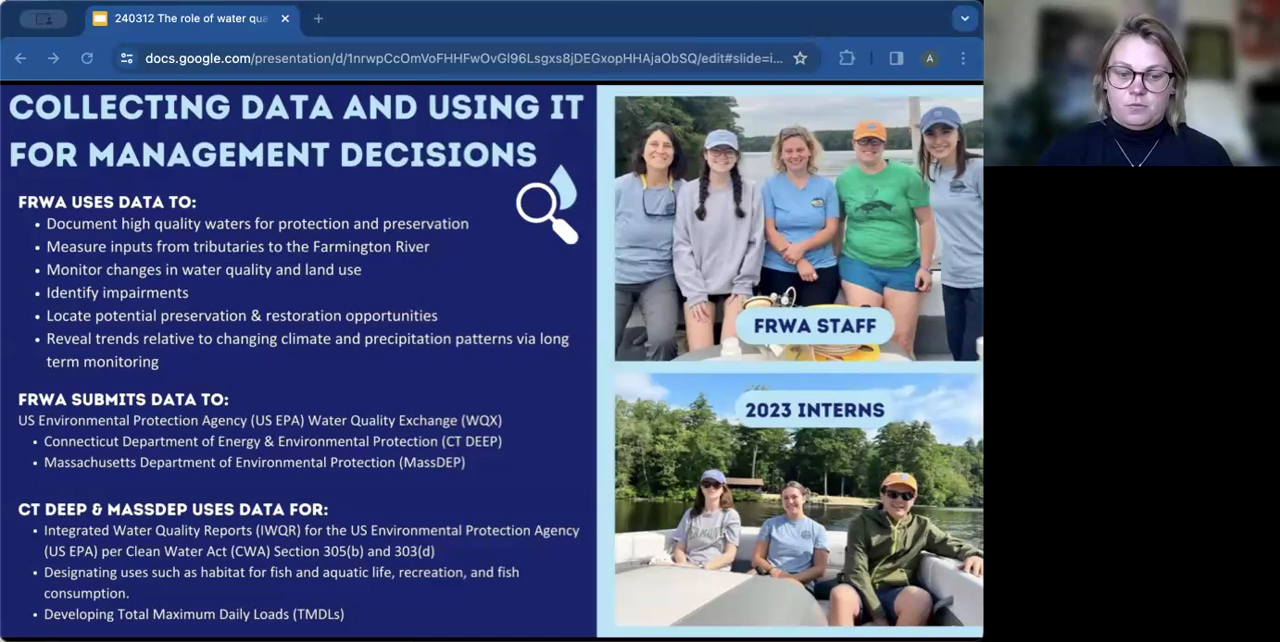 240312 The role of water qua
docs.google.com/presentation/d/1nrwpCcOmVoFHHFwOvGl96Lsgxs8jDEGxopHHAjaObSQ/edit#slide=i...
A
COLLECTING DATA AND USING IT
FOR MANAGEMENT DECISIONS
FRWA USES DATA TO:
• Document high quality waters for protection and preservation
• Measure inputs from tributaries to the Farmington River
• Monitor changes in water quality and land use
• Identify impairments
• Locate potential preservation & restoration opportunities
• Reveal trends relative to changing climate and precipitation patterns via long
term monitoring
FRWA SUBMITS DATA TO:
US Environmental Protection Agency (US EPA) Water Quality Exchange (WQX)
• Connecticut Department of Energy & Environmental Protection (CT DEEP)
• Massachusetts Department of Environmental Protection (MassDEP)
CT DEEP & MASSDEP USES DATA FOR:
• Integrated Water Quality Reports (IWQR) for the US Environmental Protection Agency
(US EPA) per Clean Water Act (CWA) Section 305(b) and 303(d)
• Designating uses such as habitat for fish and aquatic life, recreation, and fish
consumption.
• Developing Total Maximum Daily Loads (TMDLs)
FRWA STAFF
2023 INTERNS